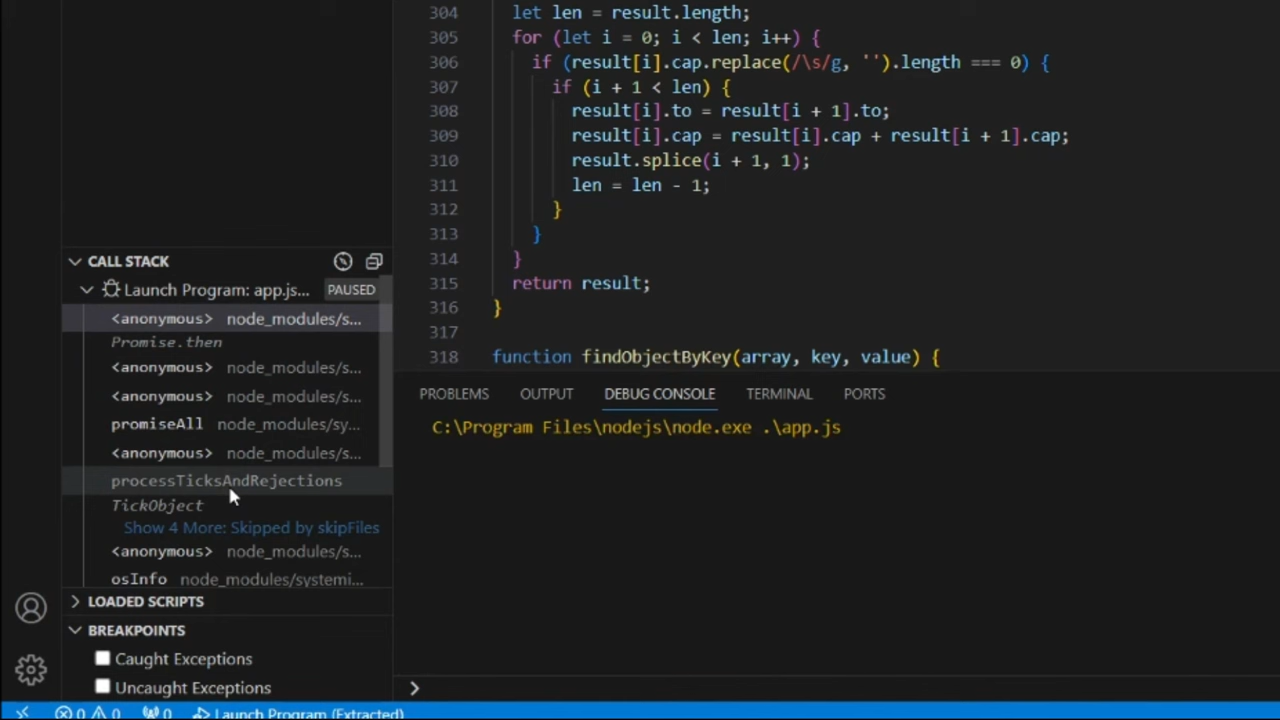 CALL STACK
Launch Program: app.js... PAUSED
<anonymous> node_modules/s...
Promise.then
<anonymous> node_modules/s...
<anonymous> node_modules/s...
promiseAll node_modules/sy...
<anonymous> node_modules/s...
processTicksAndRejections
TickObject
Show 4 More: Skipped by skipFiles
<anonymous> node_modules/s...
osInfo node_modules/systemi...
LOADED SCRIPTS
BREAKPOINTS
Caught Exceptions
Uncaught Exceptions
304 let len = result.length;
305 for (let i = 0; i < len; i++) {
306 if (result[i].cap.replace(/\s/g, '').length === 0) {
307 if (i + 1 < len) {
308 result[i].to = result[i + 1].to;
309 result[i].cap = result[i].cap + result[i + 1].cap;
310 result.splice(i + 1, 1);
311 len = len - 1;
312 }
313 }
314 }
315 return result;
316 }
317
318 function findObjectByKey(array, key, value) {
PROBLEMS OUTPUT DEBUG CONSOLE TERMINAL PORTS
C:\Program Files\nodejs\node.exe .\app.js
>
0 0 0 Launch Program (Extracted)